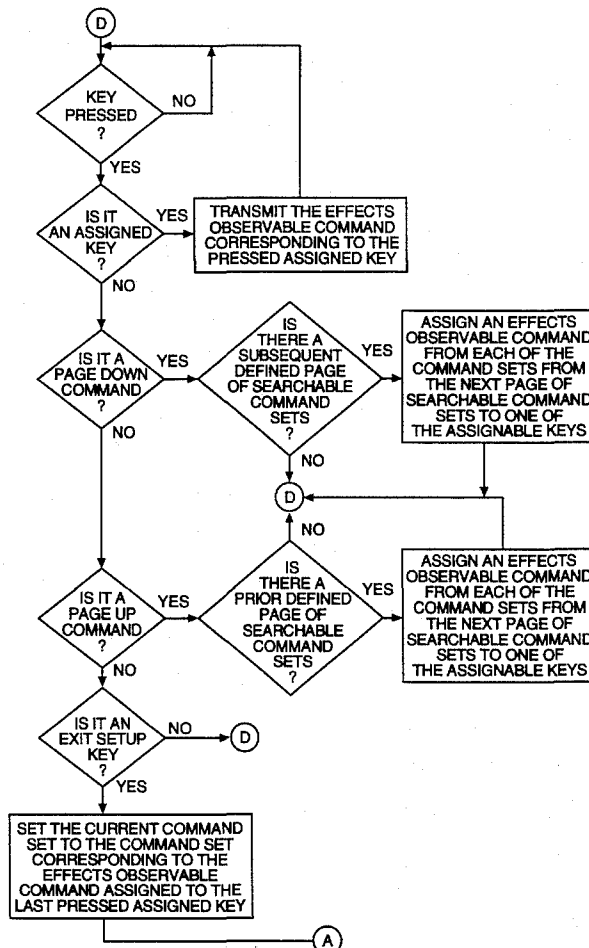 D
KEY
PRESSED
?
NO
YES
IS IT
AN ASSIGNED
KEY
?
YES
TRANSMIT THE EFFECTS
OBSERVABLE COMMAND
CORRESPONDING TO THE
PRESSED ASSIGNED KEY
NO
IS IT A
PAGE DOWN
COMMAND
?
YES
IS
THERE A
SUBSEQUENT
DEFINED PAGE
OF SEARCHABLE
COMMAND
SETS
?
YES
ASSIGN AN EFFECTS
OBSERVABLE COMMAND
FROM EACH OF THE
COMMAND SETS FROM
THE NEXT PAGE OF
SEARCHABLE COMMAND
SETS TO ONE OF
THE ASSIGNABLE KEYS
NO
NO
D
NO
IS IT A
PAGE UP
COMMAND
?
YES
IS
THERE A
PRIOR DEFINED
PAGE OF
SEARCHABLE
COMMAND
SETS
?
YES
ASSIGN AN EFFECTS
OBSERVABLE COMMAND
FROM EACH OF THE
COMMAND SETS FROM
THE NEXT PAGE OF
SEARCHABLE COMMAND
SETS TO ONE OF
THE ASSIGNABLE KEYS
NO
IS IT AN
EXIT SETUP
KEY
?
NO
D
YES
SET THE CURRENT COMMAND
SET TO THE COMMAND SET
CORRESPONDING TO THE
EFFECTS OBSERVABLE
COMMAND ASSIGNED TO THE
LAST PRESSED ASSIGNED KEY
A